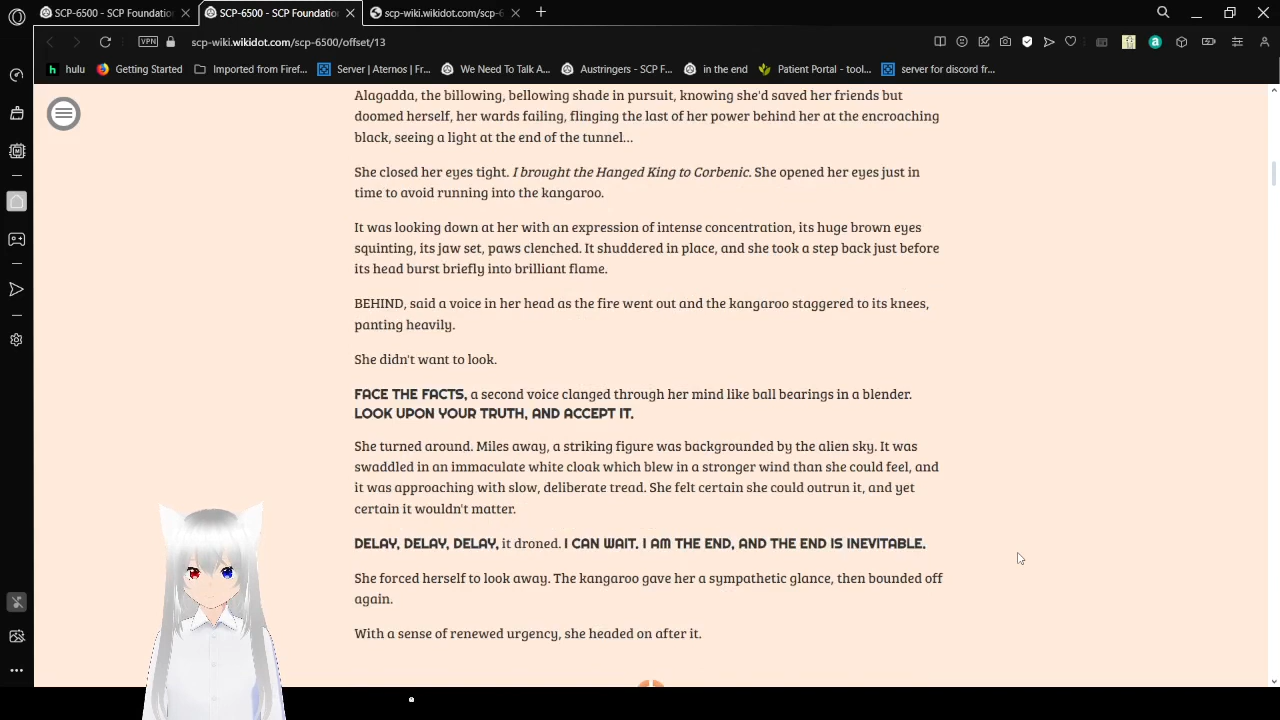 SCP-6500 - SCP Foundatio
SCP-6500 - SCP Foundatio
scp-wiki.wikidot.com/scp-6
VPN
scp-wiki.wikidot.com/scp-6500/offset/13
hulu
Getting Started
Imported from Firef...
Server | Aternos | Fr...
We Need To Talk A...
Austringers - SCP F...
in the end
Patient Portal - tool...
server for discord fr...
Alagadda, the billowing, bellowing shade in pursuit, knowing she'd saved her friends but
doomed herself, her wards failing, flinging the last of her power behind her at the encroaching
black, seeing a light at the end of the tunnel...
She closed her eyes tight. I brought the Hanged King to Corbenic. She opened her eyes just in
time to avoid running into the kangaroo.
It was looking down at her with an expression of intense concentration, its huge brown eyes
squinting, its jaw set, paws clenched. It shuddered in place, and she took a step back just before
its head burst briefly into brilliant flame.
BEHIND, said a voice in her head as the fire went out and the kangaroo staggered to its knees,
panting heavily.
She didn't want to look.
FACE THE FACTS, a second voice clanged through her mind like ball bearings in a blender.
LOOK UPON YOUR TRUTH, AND ACCEPT IT.
She turned around. Miles away, a striking figure was backgrounded by the alien sky. It was
swaddled in an immaculate white cloak which blew in a stronger wind than she could feel, and
it was approaching with slow, deliberate tread. She felt certain she could outrun it, and yet
certain it wouldn't matter.
DELAY, DELAY, DELAY, it droned. I CAN WAIT. I AM THE END, AND THE END IS INEVITABLE.
She forced herself to look away. The kangaroo gave her a sympathetic glance, then bounded off
again.
With a sense of renewed urgency, she headed on after it.